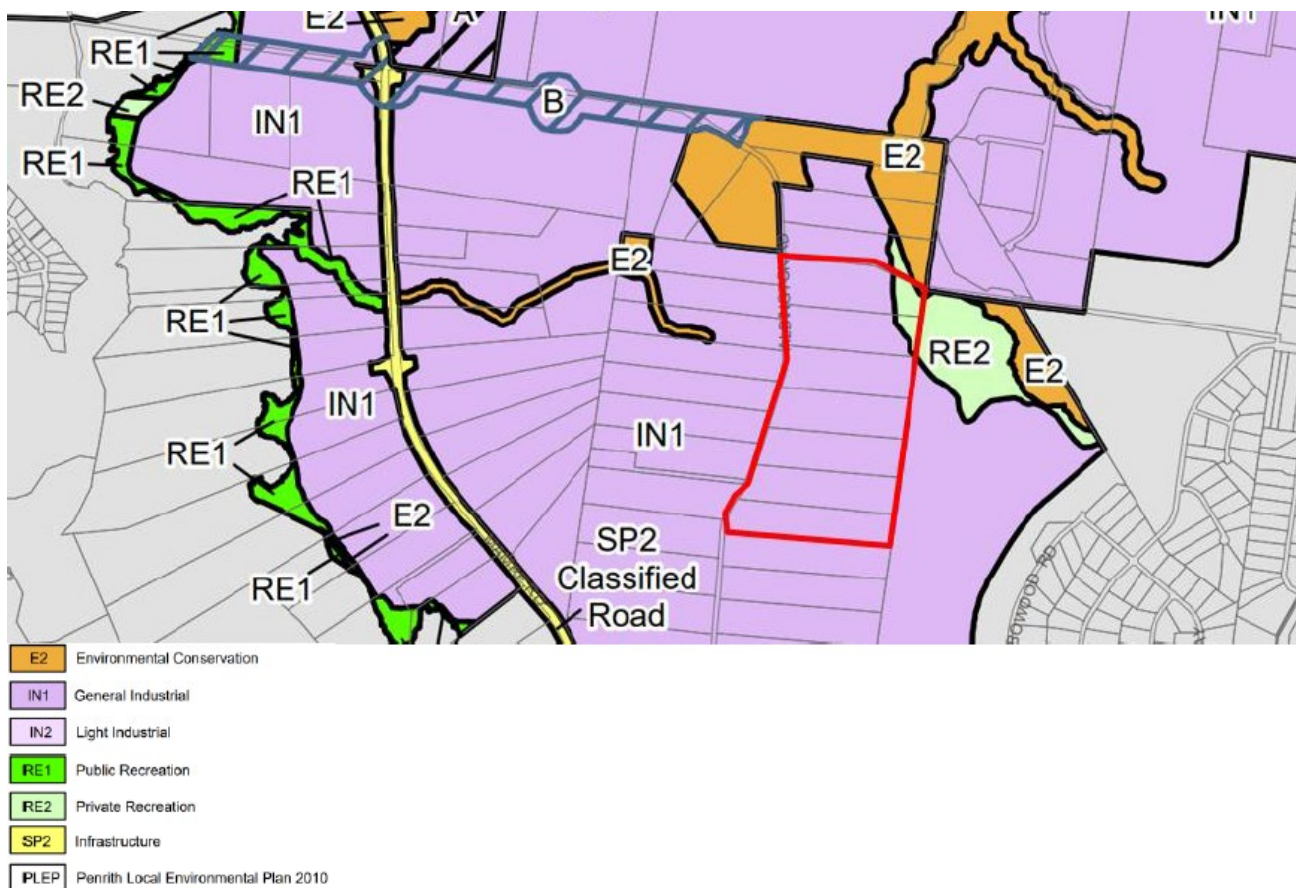 E2
A
IN1
RE1
RE2
B
IN1
E2
RE1
RE1
E2
RE1
RE2
E2
IN1
IN1
RE1
E2
SP2
Classified
Road
RE1
E2 Environmental Conservation
IN1 General Industrial
IN2 Light Industrial
RE1 Public Recreation
RE2 Private Recreation
SP2 Infrastructure
PLEP Penrith Local Environmental Plan 2010